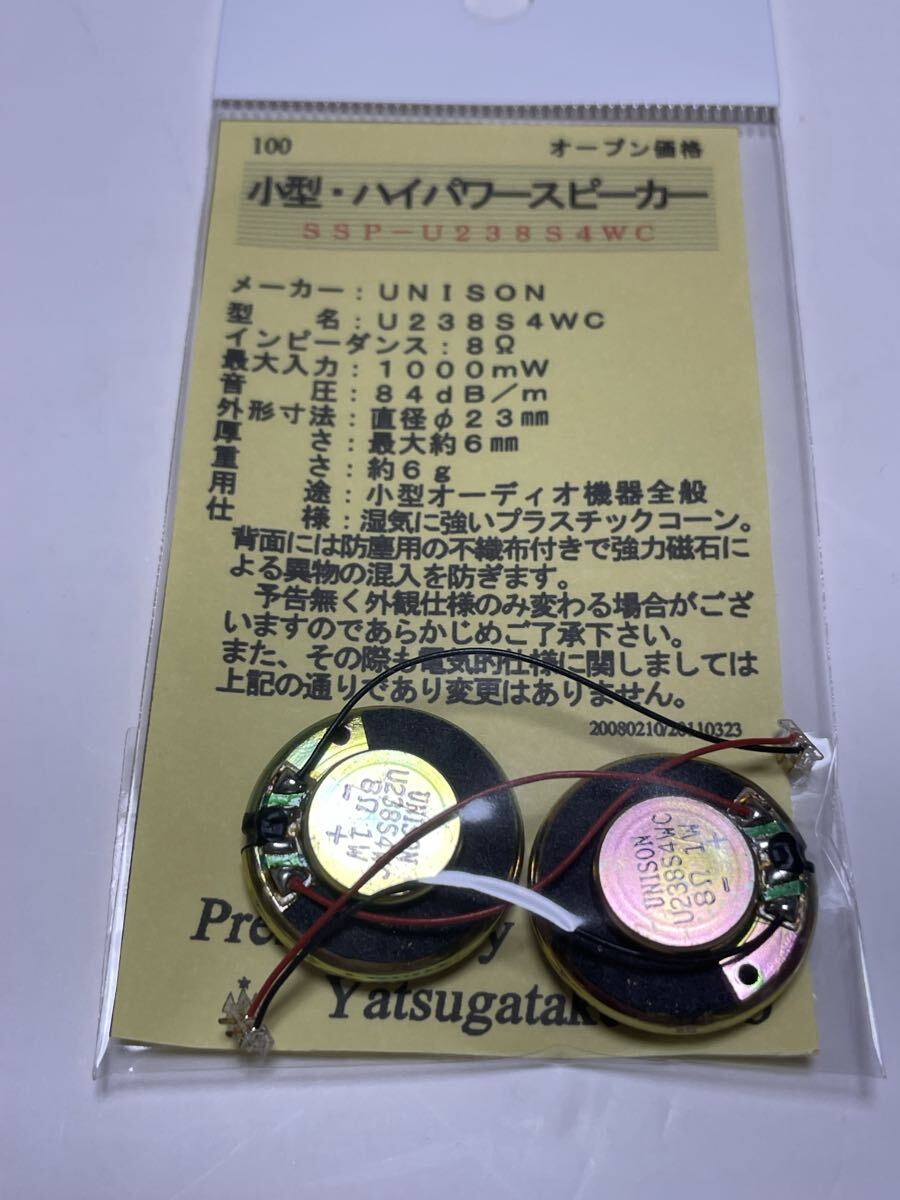 100 オープン価格
小型・ハイパワースピーカー
SSP-U238S4WC
メーカー:UNISON
型名:U238S4WC
インピーダンス:8Ω
最大入力:1000mW
音圧:84dB/m
外形寸法:直径φ23mm
厚さ:最大約6mm
重さ:約6g
用途:小型オーディオ機器全般
仕様:湿気に強いプラスチックコーン。
背面には防塵用の不織布付きで強力磁石に
よる異物の混入を防ぎます。
予告無く外観仕様のみ変わる場合がござ
いますのであらかじめご了承下さい。
また、その際も電気的仕様に関しましては
上記の通りであり変更はありません。
20080210/20110323
UNISON
U238S4W
8Ω 1W
- +
UNISON
U238S4WC
8Ω 1W
-
Yatsugatak